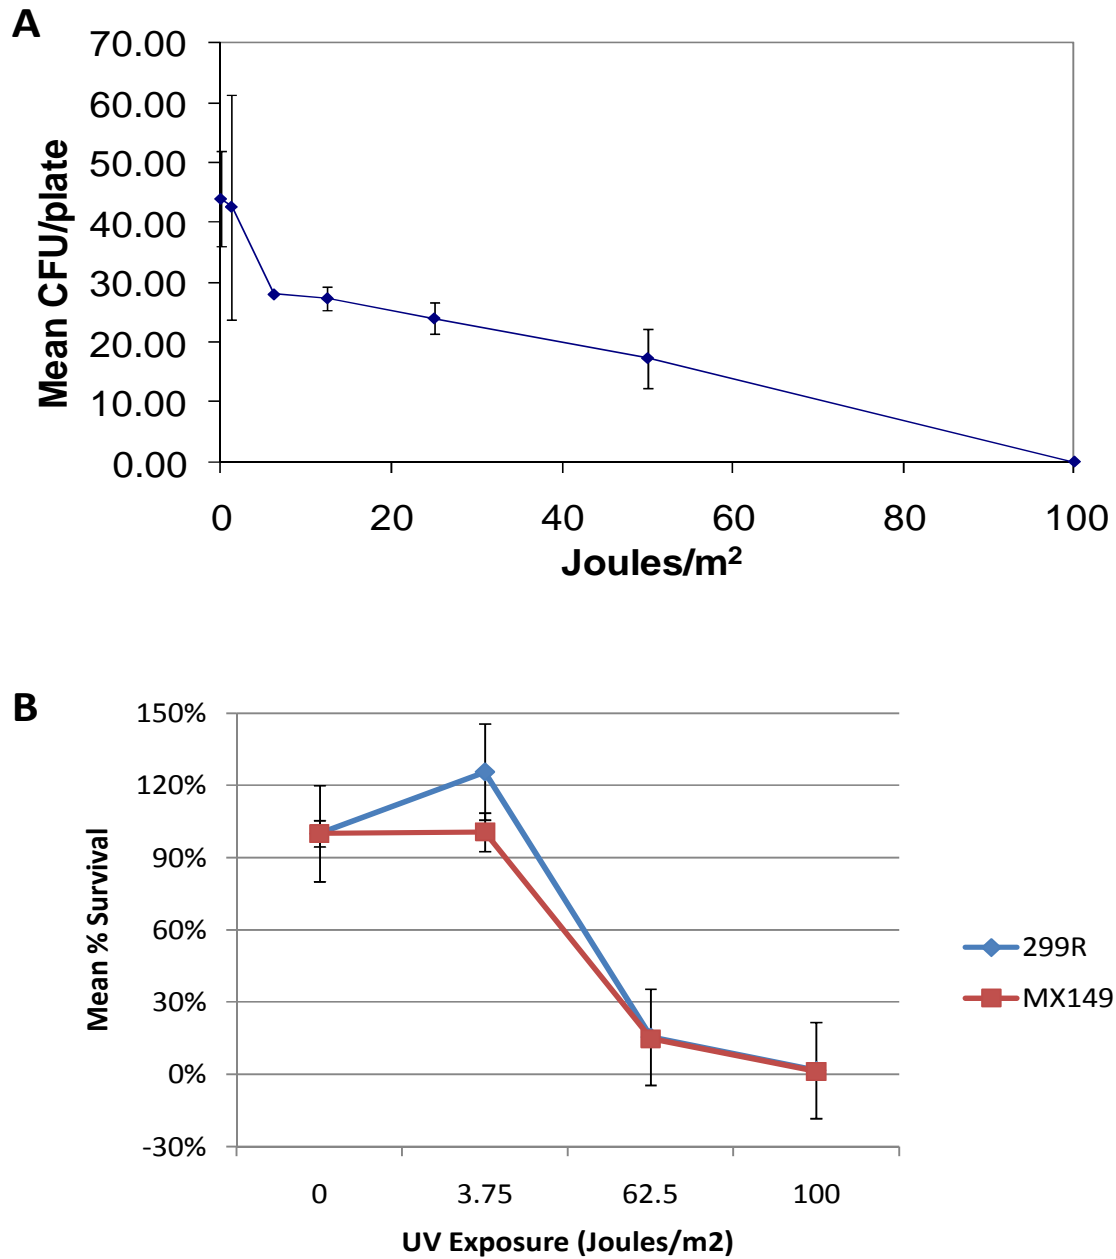 A
70.00
60.00
50.00
40.00
30.00
20.00
10.00
0.00
Mean CFU/plate
0 20 40 60 80 100
Joules/m²
B
150%
120%
90%
60%
30%
0%
-30%
Mean % Survival
299R
MX149
0 3.75 62.5 100
UV Exposure (Joules/m2)